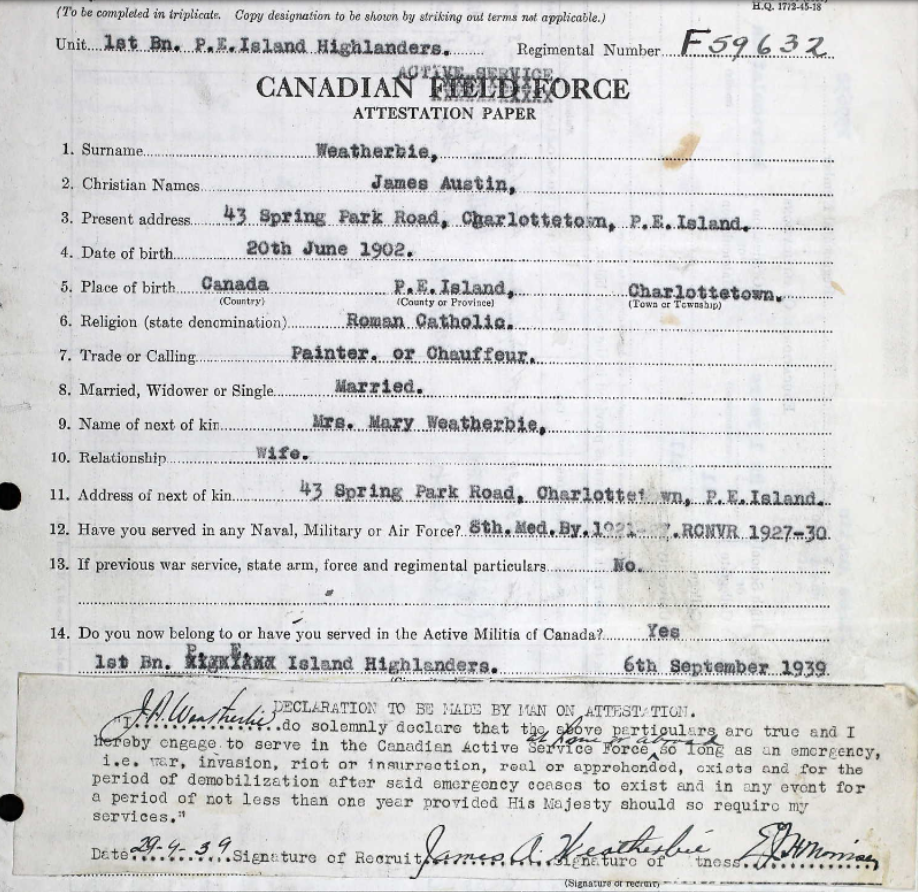 (To be completed in triplicate. Copy designation to be shown by striking out terms not applicable.)
H.Q. 1772-45-18
Unit 1st Bn. P.E.Island Highlanders. Regimental Number F59632
ACTIVE SERVICE
CANADIAN FIELD FORCE
ATTESTATION PAPER
1. Surname Weatherbie,
2. Christian Names James Austin,
3. Present address 43 Spring Park Road, Charlottetown, P.E.Island.
4. Date of birth 20th June 1902.
5. Place of birth Canada P.E.Island, Charlottetown.
(Country) (County or Province) (Town or Township)
6. Religion (state denomination) Roman Catholic.
7. Trade or Calling Painter. or Chauffeur.
8. Married, Widower or Single Married.
9. Name of next of kin Mrs. Mary Weatherbie,
10. Relationship Wife.
11. Address of next of kin 43 Spring Park Road, Charlottet wn, P.E.Island.
12. Have you served in any Naval, Military or Air Force? 8th.Med.By.1921- 7.RCNVR 1927-30.
13. If previous war service, state arm, force and regimental particulars No.
14. Do you now belong to or have you served in the Active Militia of Canada? Yes
1st Bn. P. E. Island Highlanders. 6th September 1939
DECLARATION TO BE MADE BY MAN ON ATTESTATION.
"I J.A. Weatherbie do solemnly declare that the above particulars are true and I
at home or abroad
hereby engage to serve in the Canadian Active Service Force so long as an emergency,
i.e. war, invasion, riot or insurrection, real or apprehended, exists and for the
period of demobilization after said emergency ceases to exist and in any event for
a period of not less than one year provided His Majesty should so require my
services."
Date 29-9-39 Signature of Recruit James A. Weatherbie Signature of tness
(Signature of recruit)